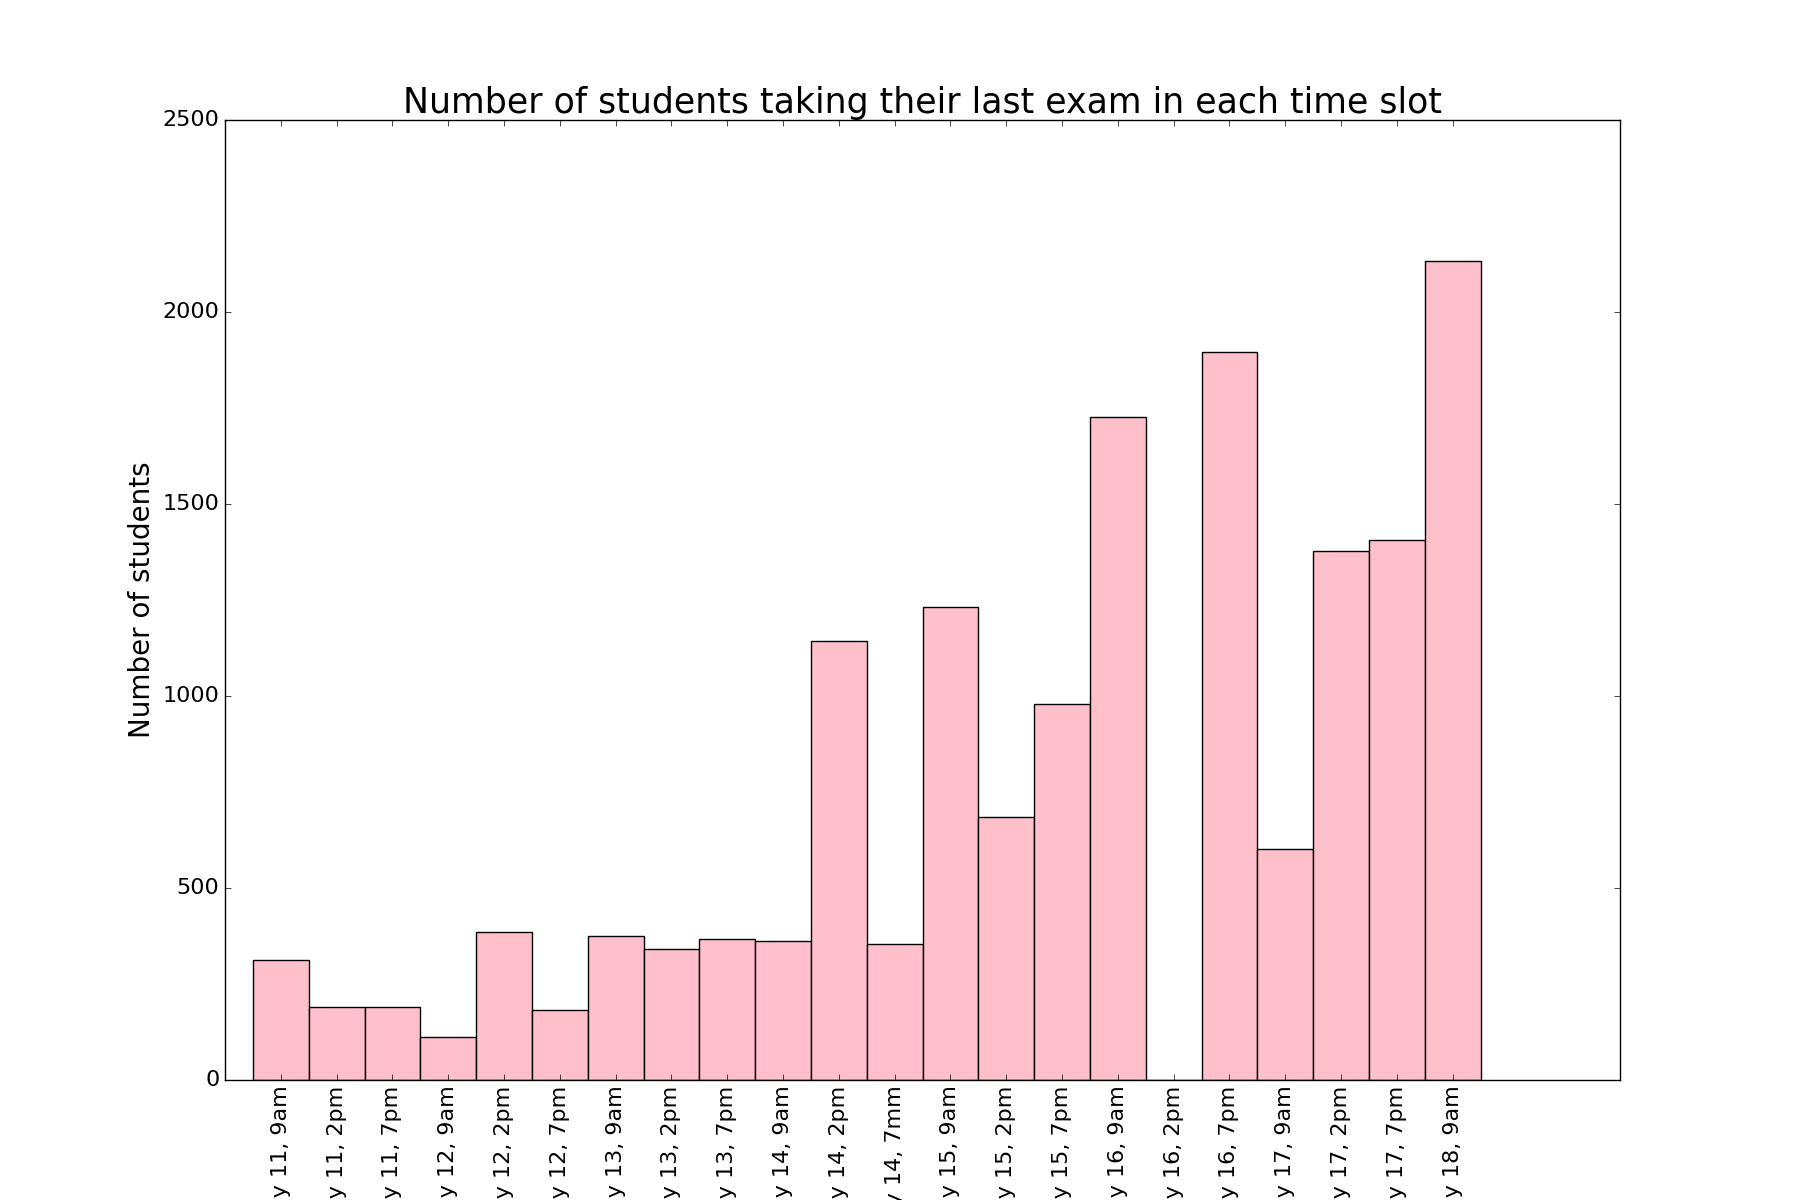 Number of students taking their last exam in each time slot
Number of students
2500
2000
1500
1000
500
0
y 11, 9am
y 11, 2pm
y 11, 7pm
y 12, 9am
y 12, 2pm
y 12, 7pm
y 13, 9am
y 13, 2pm
y 13, 7pm
y 14, 9am
y 14, 2pm
y 14, 7mm
y 15, 9am
y 15, 2pm
y 15, 7pm
y 16, 9am
y 16, 2pm
y 16, 7pm
y 17, 9am
y 17, 2pm
y 17, 7pm
y 18, 9am